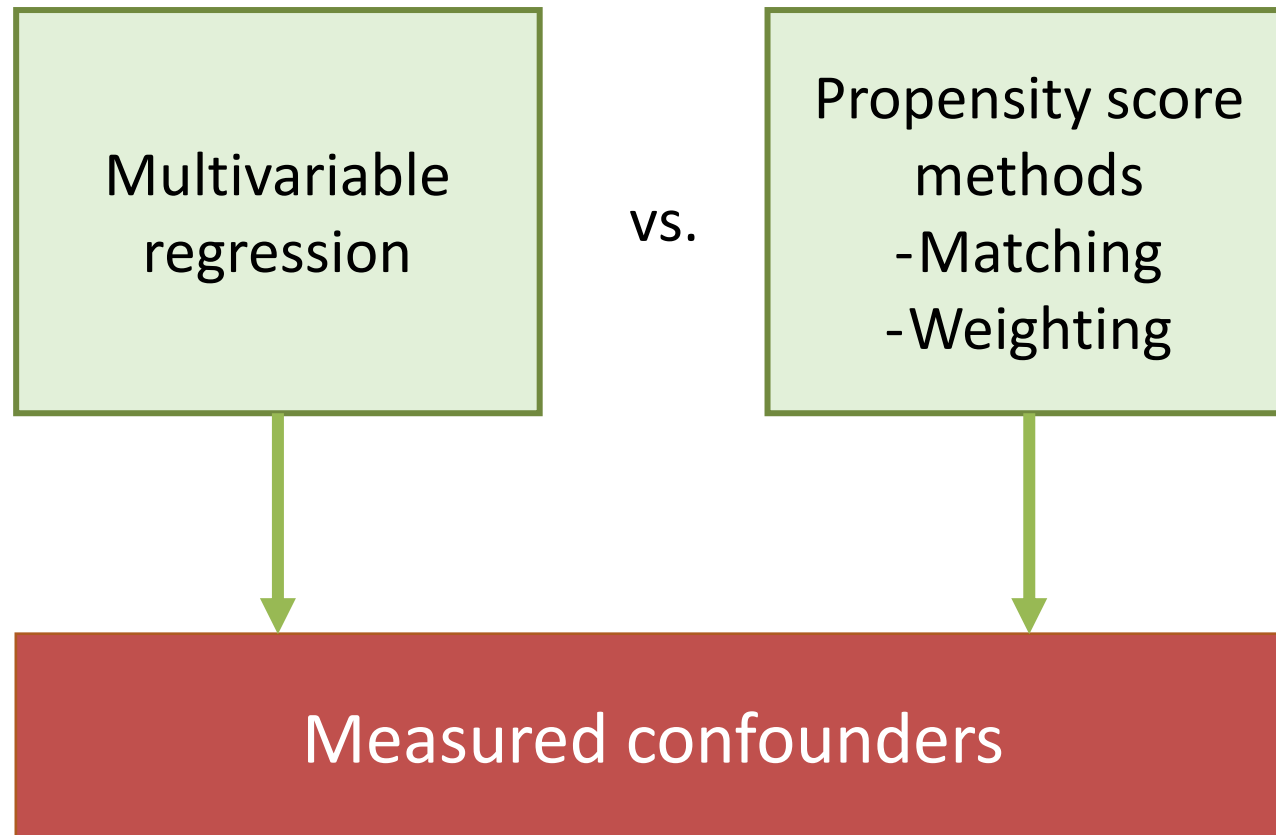 Multivariable
regression
vs.
Propensity score
methods
-Matching
-Weighting
Measured confounders